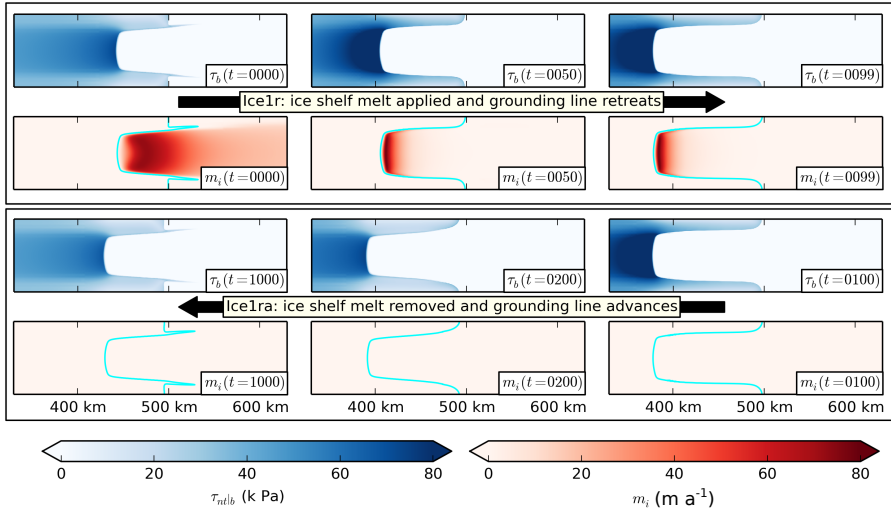 τb(t=0000) τb(t=0050) τb(t=0099)
Ice1r: ice shelf melt applied and grounding line retreats
mi(t=0000) mi(t=0050) mi(t=0099)
τb(t=1000) τb(t=0200) τb(t=0100)
Ice1ra: ice shelf melt removed and grounding line advances
mi(t=1000) mi(t=0200) mi(t=0100)
400 km 500 km 600 km 400 km 500 km 600 km 400 km 500 km 600 km
0 20 40 60 80 0 20 40 60 80
τnt|b (k Pa) mi (m a-1)